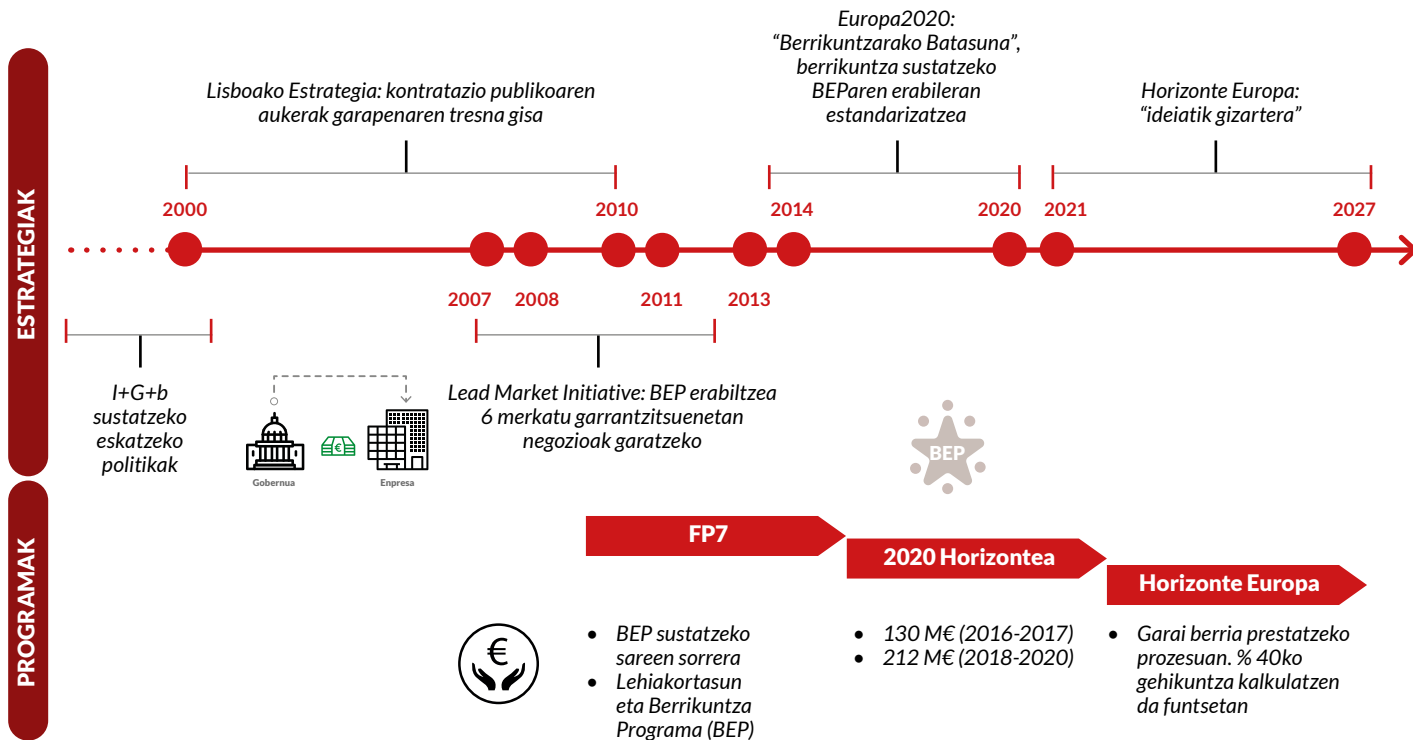 ESTRATEGIAK
Lisboako Estrategia: kontratazio publikoaren
aukerak garapenaren tresna gisa
Europa2020:
“Berrikuntzarako Batasuna”,
berrikuntza sustatzeko
BEParen erabileran
estandarizatzea
Horizonte Europa:
“ideiatik gizartera”
2000
2010
2014
2020
2021
2027
2007
2008
2011
2013
I+G+b
sustatzeko
eskatzeko
politikak
€
Gobernua
Enpresa
Lead Market Initiative: BEP erabiltzea
6 merkatu garrantzitsuenetan
negozioak garatzeko
BEP
PROGRAMAK
FP7
2020 Horizontea
Horizonte Europa
€
• BEP sustatzeko
sareen sorrera
• Lehiakortasun
eta Berrikuntza
Programa (BEP)
• 130 M€ (2016-2017)
• 212 M€ (2018-2020)
• Garai berria prestatzeko
prozesuan. % 40ko
gehikuntza kalkulatzen
da funtsetan